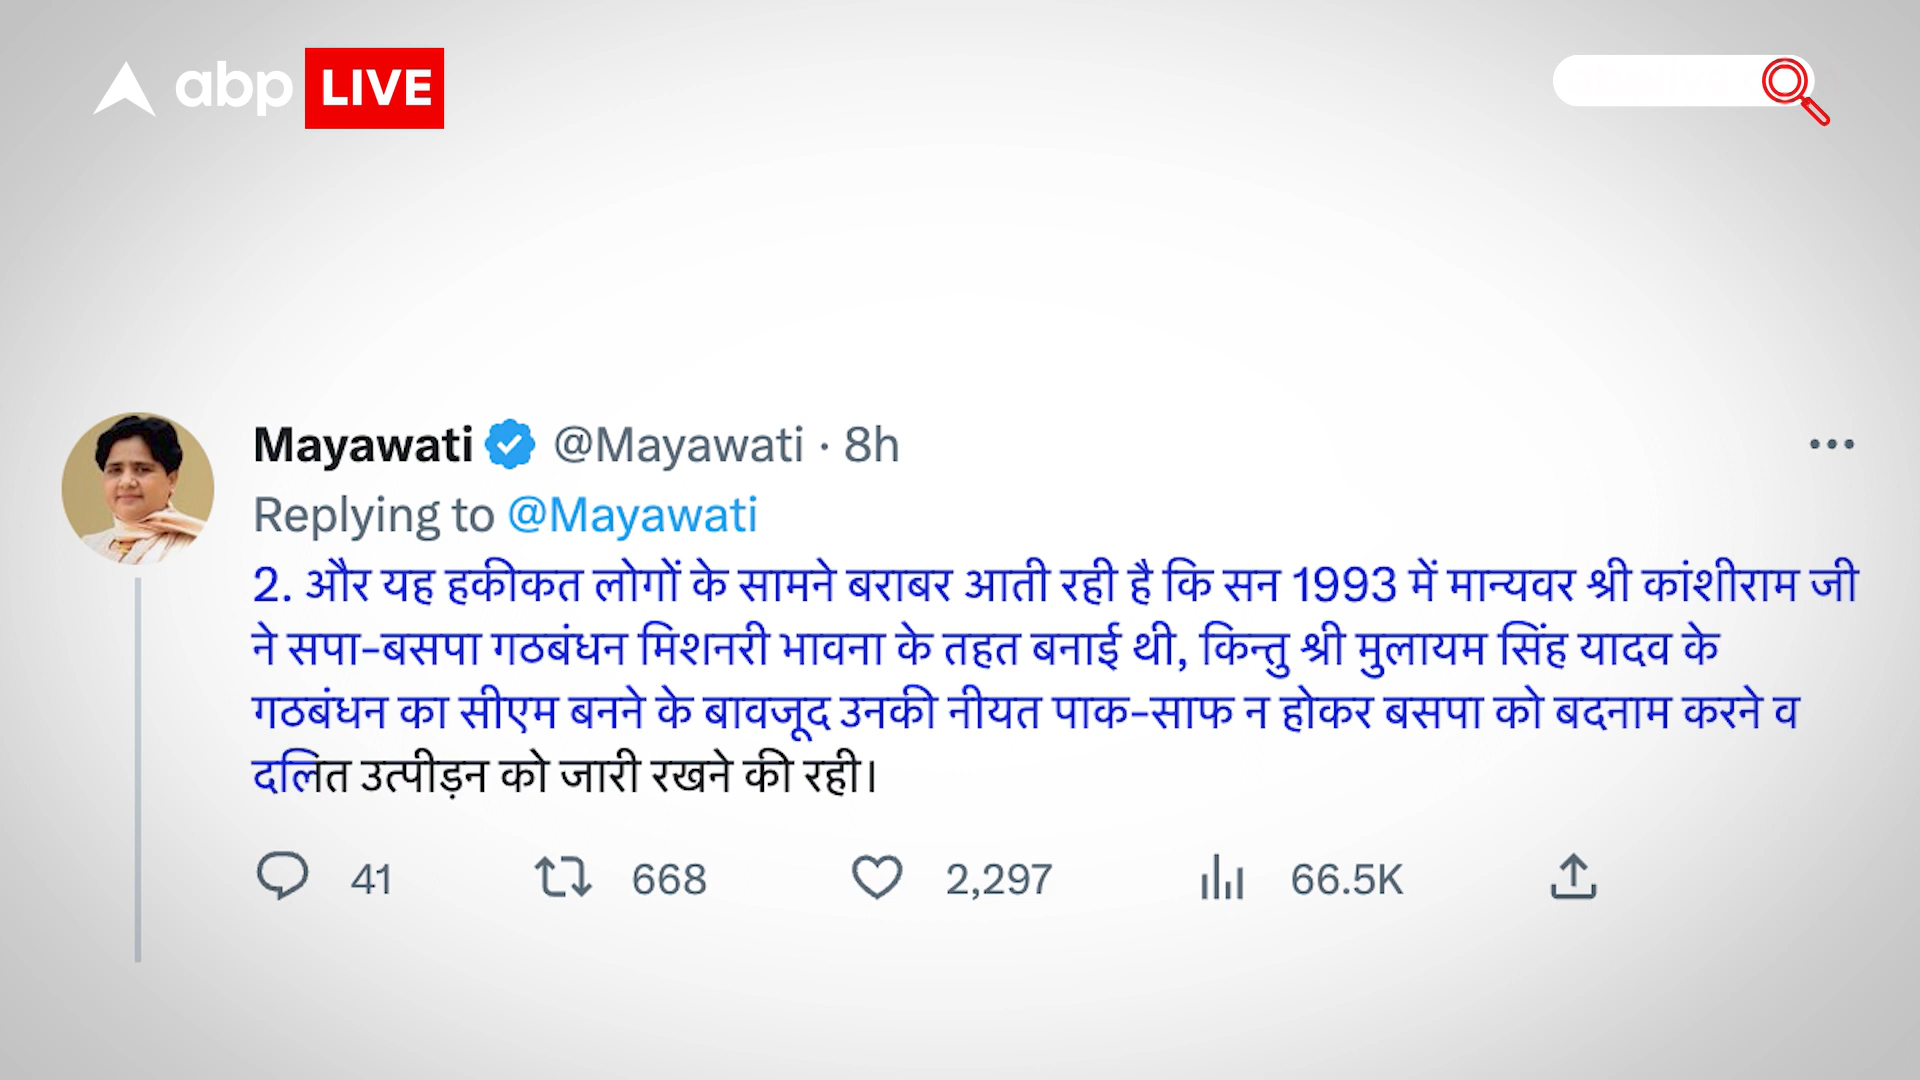 abp LIVE
Mayawati @Mayawati · 8h
Replying to @Mayawati
2. और यह हकीकत लोगों के सामने बराबर आती रही है कि सन 1993 में मान्यवर श्री कांशीराम जी
ने सपा-बसपा गठबंधन मिशनरी भावना के तहत बनाई थी, किन्तु श्री मुलायम सिंह यादव के
गठबंधन का सीएम बनने के बावजूद उनकी नीयत पाक-साफ न होकर बसपा को बदनाम करने व
दलित उत्पीड़न को जारी रखने की रही।
41 668 2,297 66.5K